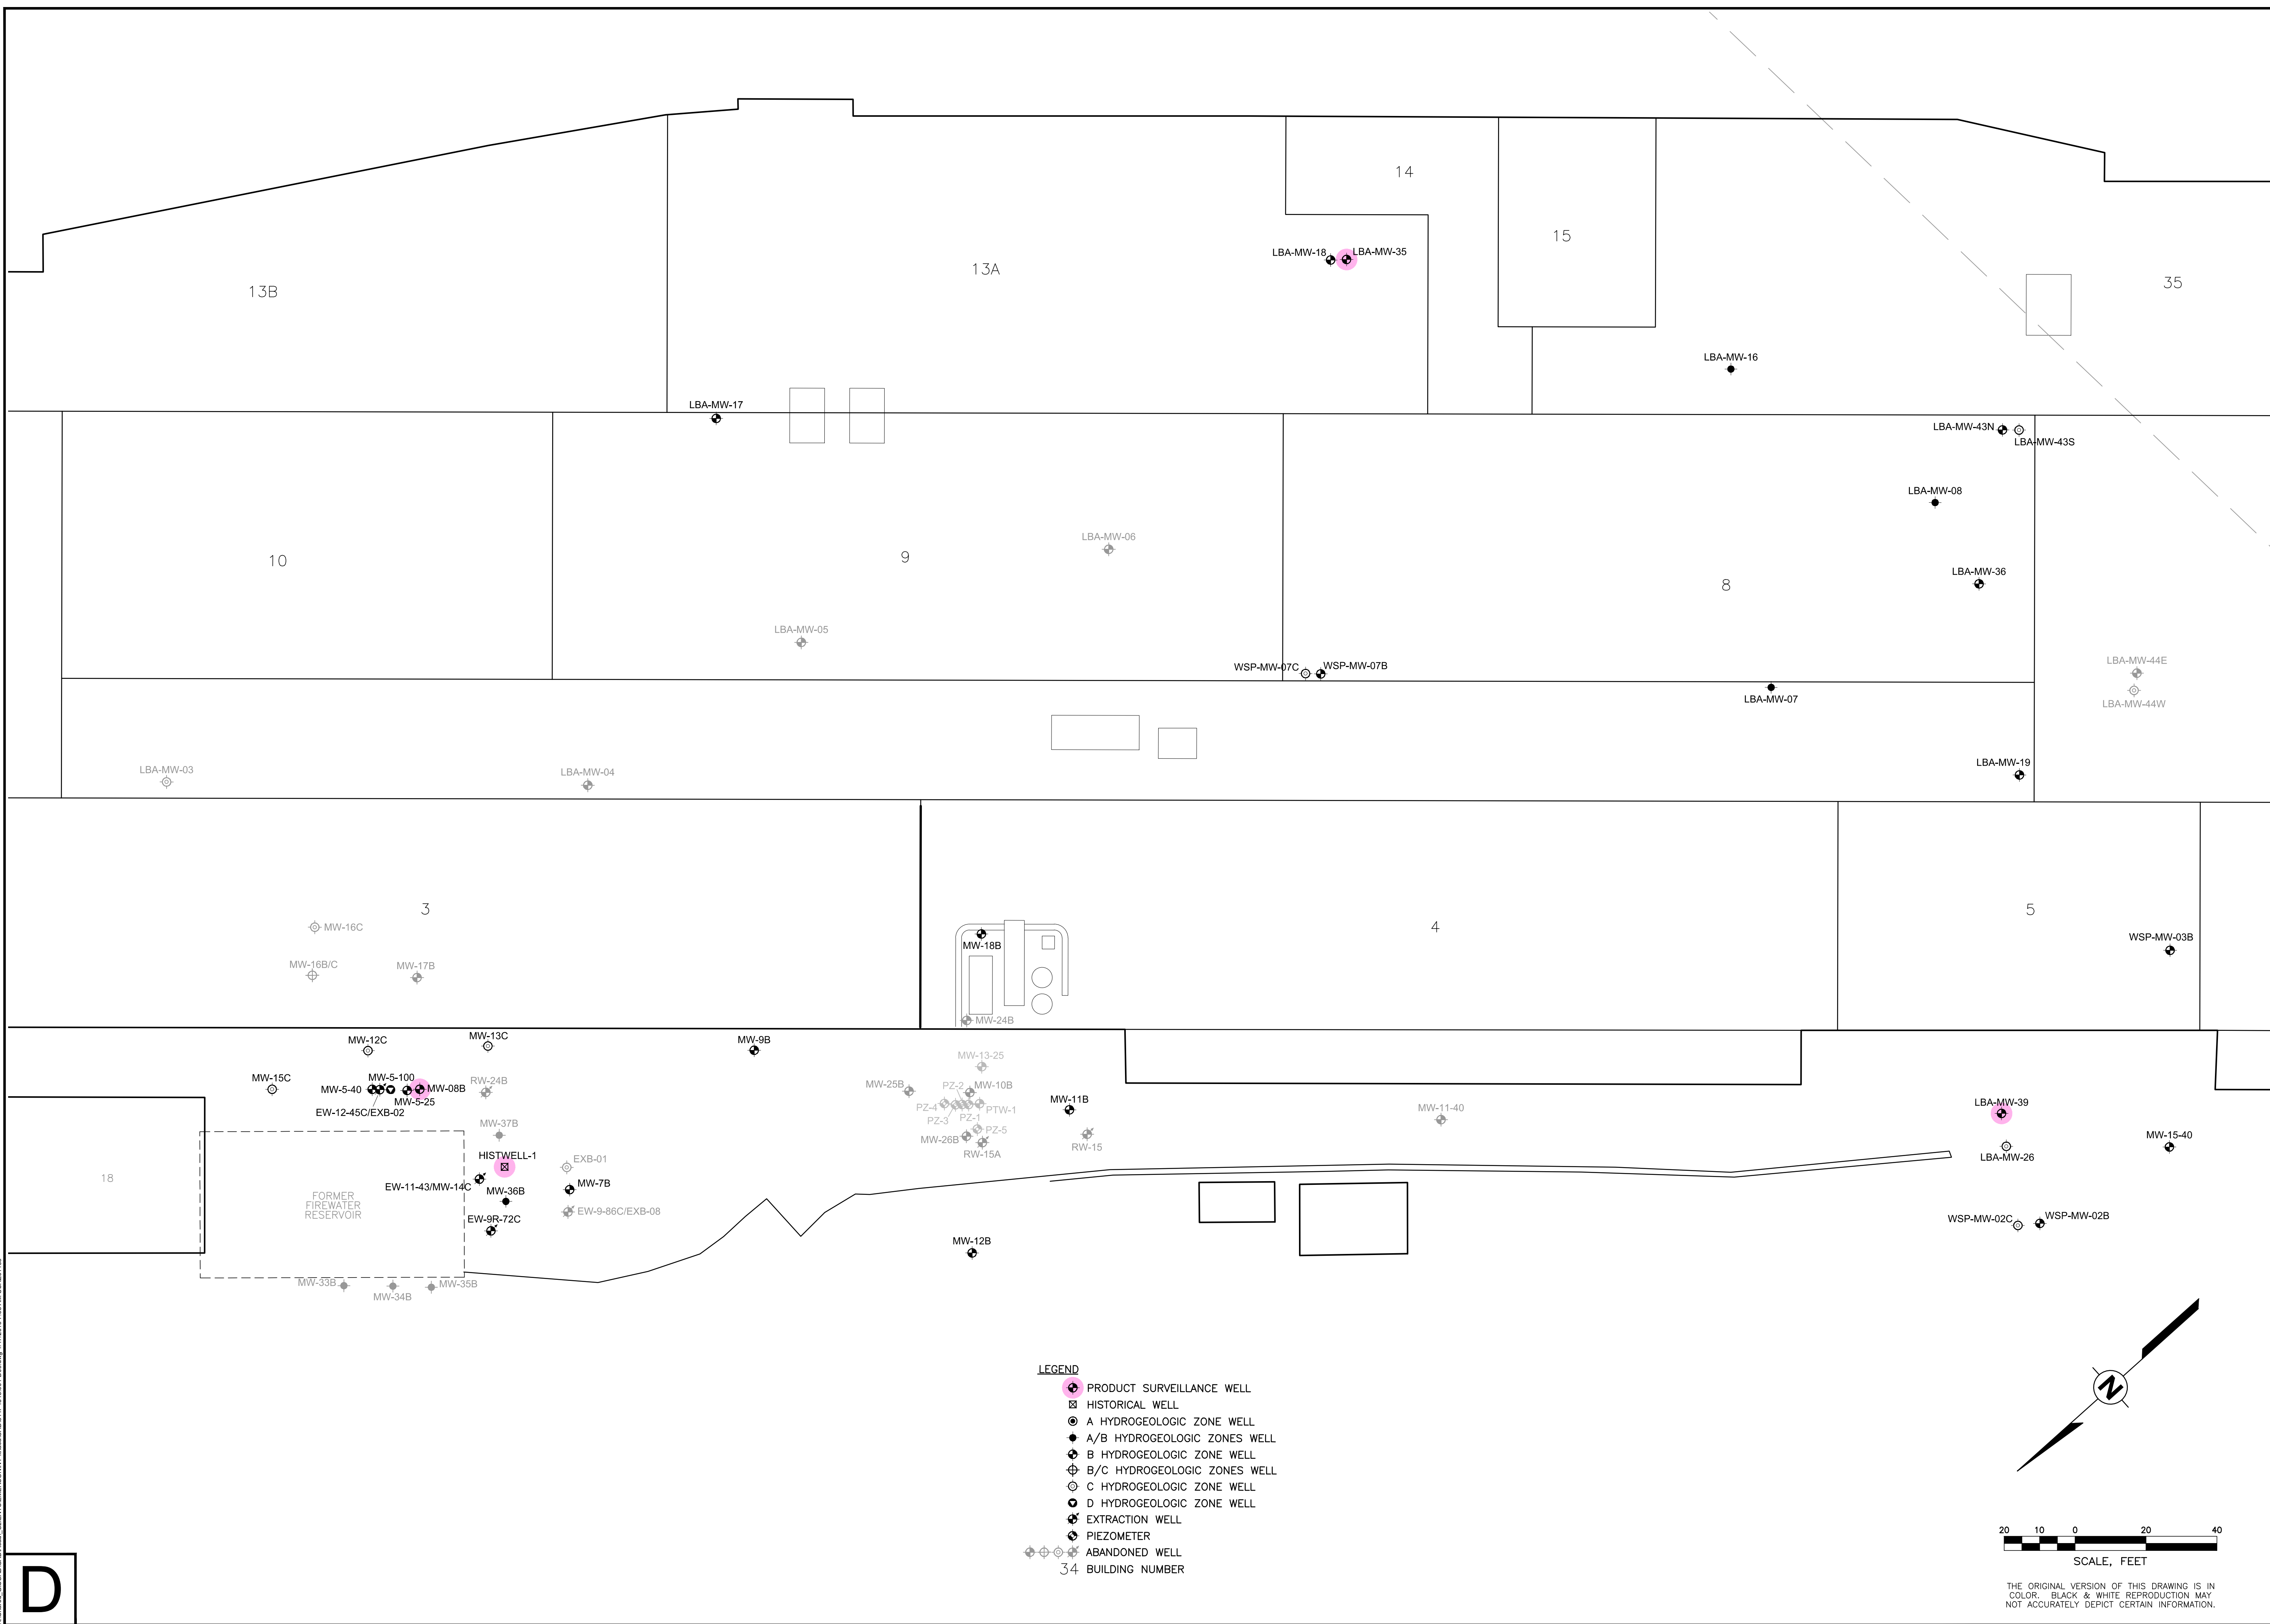 14
15
13A
LBA-MW-18
LBA-MW-35
35
13B
LBA-MW-16
LBA-MW-17
LBA-MW-43N
LBA-MW-43S
LBA-MW-08
LBA-MW-06
10
9
8
LBA-MW-36
LBA-MW-05
WSP-MW-07C
WSP-MW-07B
LBA-MW-44E
LBA-MW-07
LBA-MW-44W
LBA-MW-03
LBA-MW-04
LBA-MW-19
3
4
5
MW-16C
MW-18B
WSP-MW-03B
MW-16B/C
MW-17B
MW-24B
MW-12C
MW-13C
MW-9B
MW-13-25
MW-15C
MW-5-40
MW-5-100
MW-08B
MW-5-25
EW-12-45C/EXB-02
RW-24B
MW-25B
PZ-2
MW-10B
PZ-4
PTW-1
PZ-3
PZ-1
PZ-5
MW-26B
RW-15A
MW-11B
RW-15
MW-11-40
LBA-MW-39
MW-15-40
LBA-MW-26
MW-37B
HISTWELL-1
EXB-01
18
EW-11-43/MW-14C
MW-36B
MW-7B
FORMER
FIREWATER
RESERVOIR
EW-9R-72C
EW-9-86C/EXB-08
WSP-MW-02C
WSP-MW-02B
MW-12B
MW-33B
MW-34B
MW-35B
LEGEND
PRODUCT SURVEILLANCE WELL
HISTORICAL WELL
A HYDROGEOLOGIC ZONE WELL
A/B HYDROGEOLOGIC ZONES WELL
B HYDROGEOLOGIC ZONE WELL
B/C HYDROGEOLOGIC ZONES WELL
C HYDROGEOLOGIC ZONE WELL
D HYDROGEOLOGIC ZONE WELL
EXTRACTION WELL
PIEZOMETER
ABANDONED WELL
34 BUILDING NUMBER
N
20 10 0 20 40
SCALE, FEET
THE ORIGINAL VERSION OF THIS DRAWING IS IN
COLOR. BLACK & WHITE REPRODUCTION MAY
NOT ACCURATELY DEPICT CERTAIN INFORMATION.
D